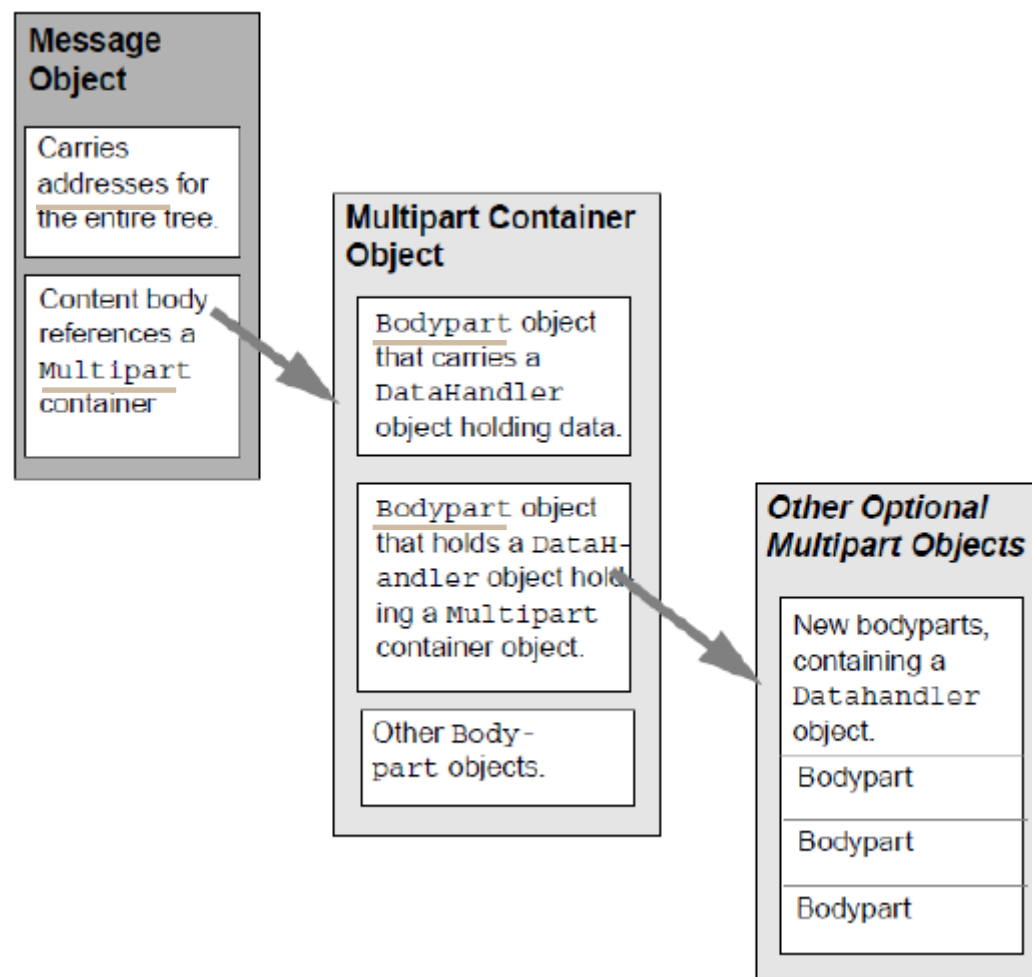 Message
Object
Carries
addresses for
the entire tree.
Content body
references a
Multipart
container
Multipart Container
Object
Bodypart object
that carries a
DataHandler
object holding data.
Bodypart object
that holds a DataH-
andler object hold-
ing a Multipart
container object.
Other Body-
part objects.
Other Optional
Multipart Objects
New bodyparts,
containing a
Datahandler
object.
Bodypart
Bodypart
Bodypart